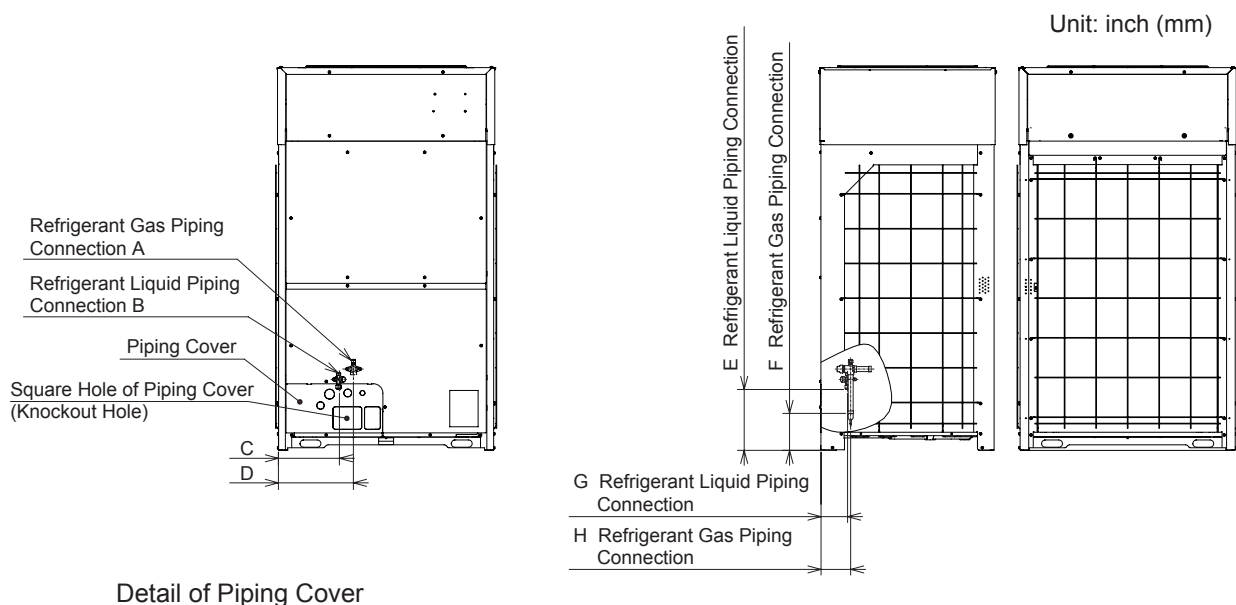 Unit: inch (mm)
Refrigerant Gas Piping
Connection A
Refrigerant Liquid Piping
Connection B
Piping Cover
Square Hole of Piping Cover
(Knockout Hole)
C
D
E Refrigerant Liquid Piping Connection
F Refrigerant Gas Piping Connection
G Refrigerant Liquid Piping
Connection
H Refrigerant Gas Piping
Connection
Detail of Piping Cover